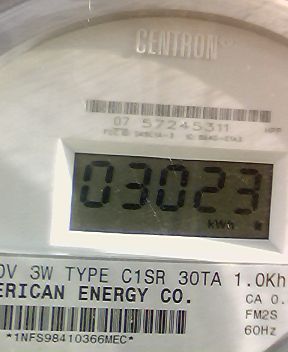 CENTRON
07 57245311 HPP
03023
kWh
0V 3W TYPE C1SR 30TA 1.0Kh
ERICAN ENERGY CO. CA 0.
FM2S
60Hz
*1NFS98410366MEC*